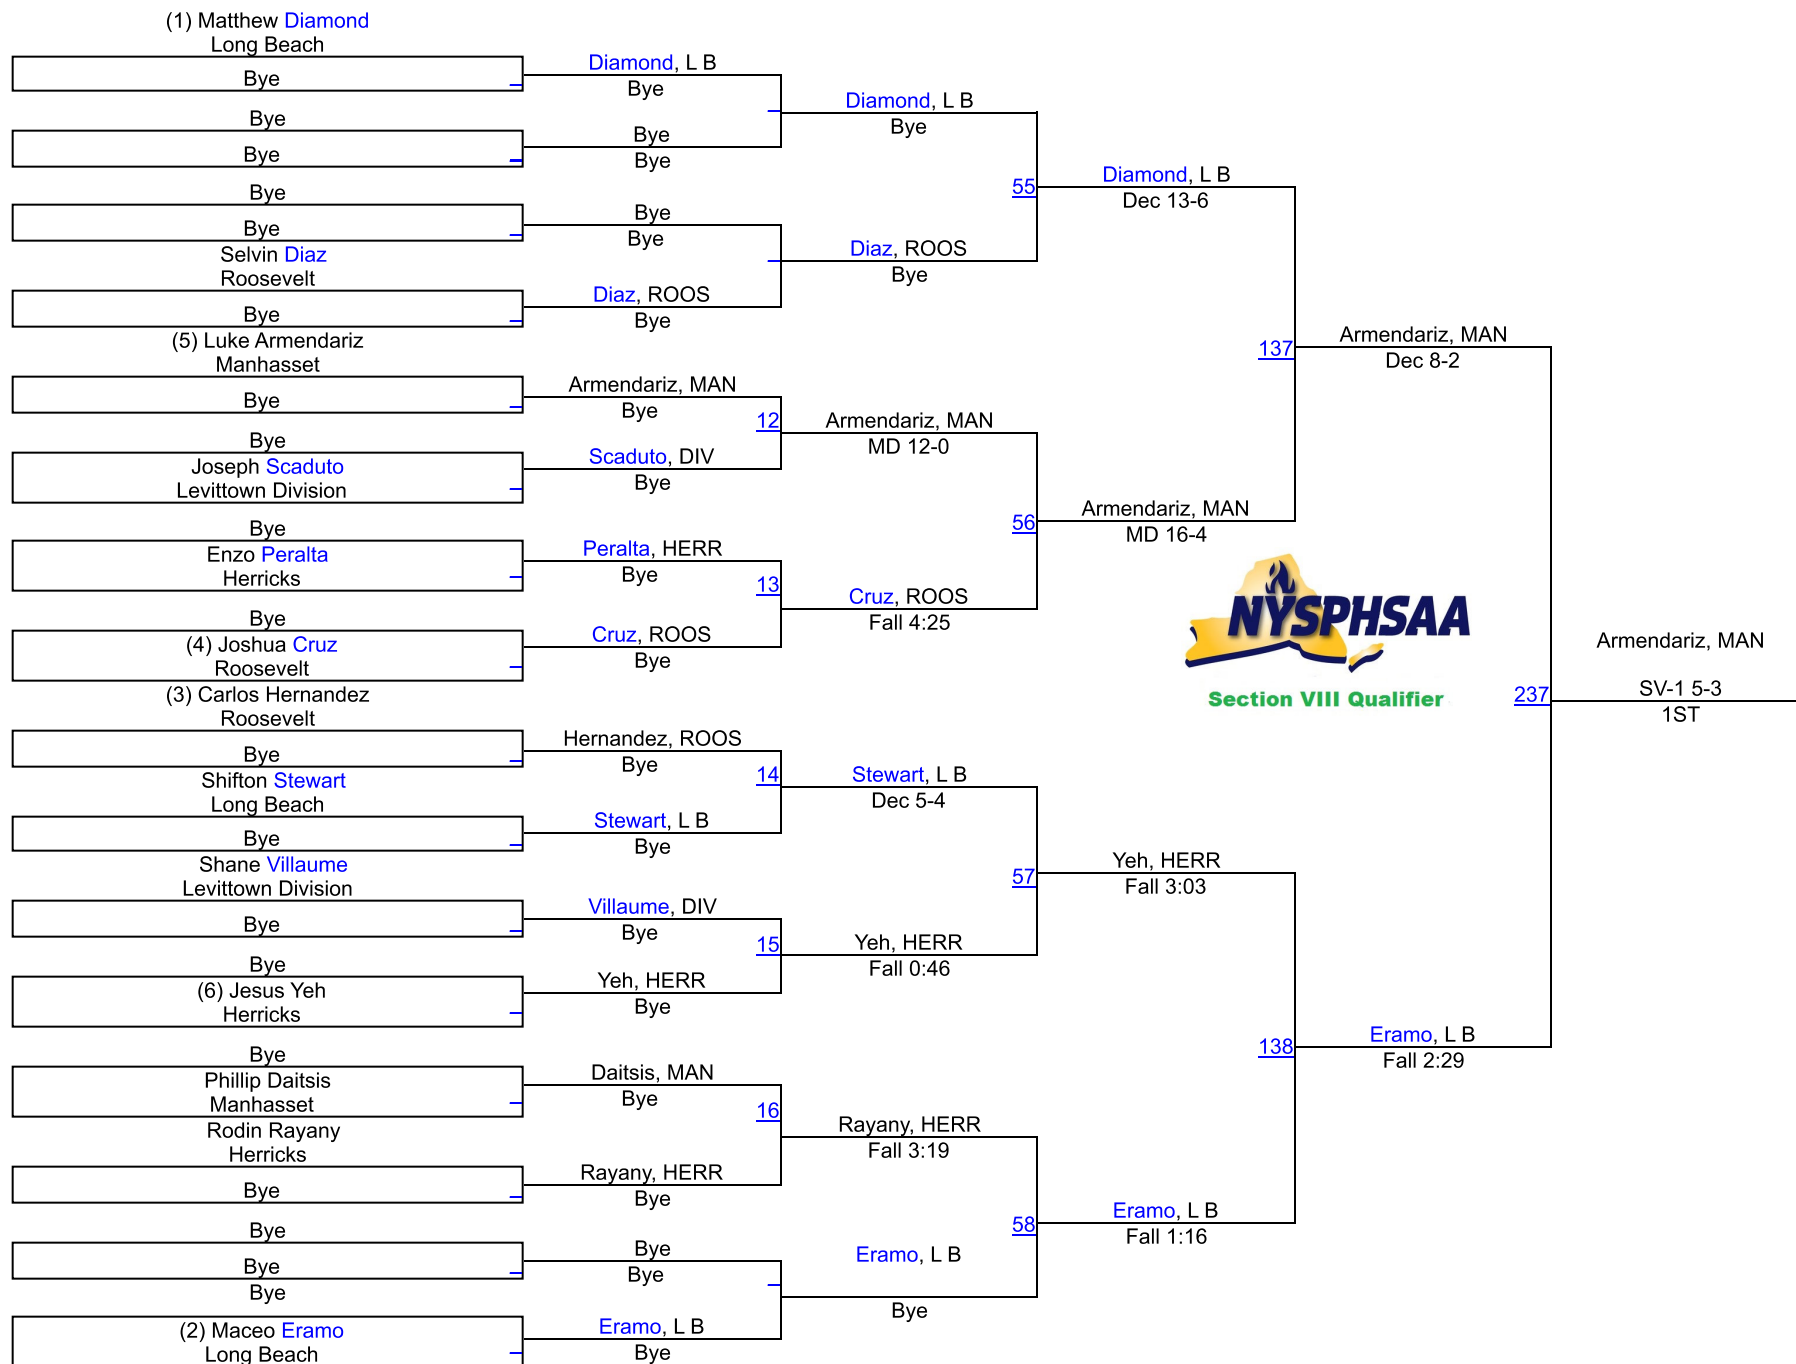 (1) Matthew Diamond
Long Beach
Bye
Bye
Bye
Bye
Bye
Selvin Diaz
Roosevelt
Bye
(5) Luke Armendariz
Manhasset
Bye
Bye
Joseph Scaduto
Levittown Division
Bye
Enzo Peralta
Herricks
Bye
(4) Joshua Cruz
Roosevelt
(3) Carlos Hernandez
Roosevelt
Bye
Shifton Stewart
Long Beach
Bye
Shane Villaume
Levittown Division
Bye
Bye
(6) Jesus Yeh
Herricks
Bye
Phillip Daitsis
Manhasset
Rodin Rayany
Herricks
Bye
Bye
Bye
Bye
(2) Maceo Eramo
Long Beach
Diamond, L B
Bye
Bye
Bye
Bye
Bye
Diaz, ROOS
Bye
Armendariz, MAN
Bye
12
Scaduto, DIV
Bye
Peralta, HERR
Bye
13
Cruz, ROOS
Bye
Hernandez, ROOS
Bye
14
Stewart, L B
Bye
Villaume, DIV
Bye
15
Yeh, HERR
Bye
Daitsis, MAN
Bye
16
Rayany, HERR
Bye
Bye
Bye
Eramo, L B
Bye
Diamond, L B
Bye
55
Diaz, ROOS
Bye
Armendariz, MAN
MD 12-0
56
Cruz, ROOS
Fall 4:25
Stewart, L B
Dec 5-4
57
Yeh, HERR
Fall 0:46
Rayany, HERR
Fall 3:19
58
Eramo, L B
Bye
Diamond, L B
Dec 13-6
137
Armendariz, MAN
MD 16-4
NYSPHSAA
Section VIII Qualifier
Yeh, HERR
Fall 3:03
138
Eramo, L B
Fall 1:16
Armendariz, MAN
Dec 8-2
237
Eramo, L B
Fall 2:29
Armendariz, MAN
SV-1 5-3
1ST